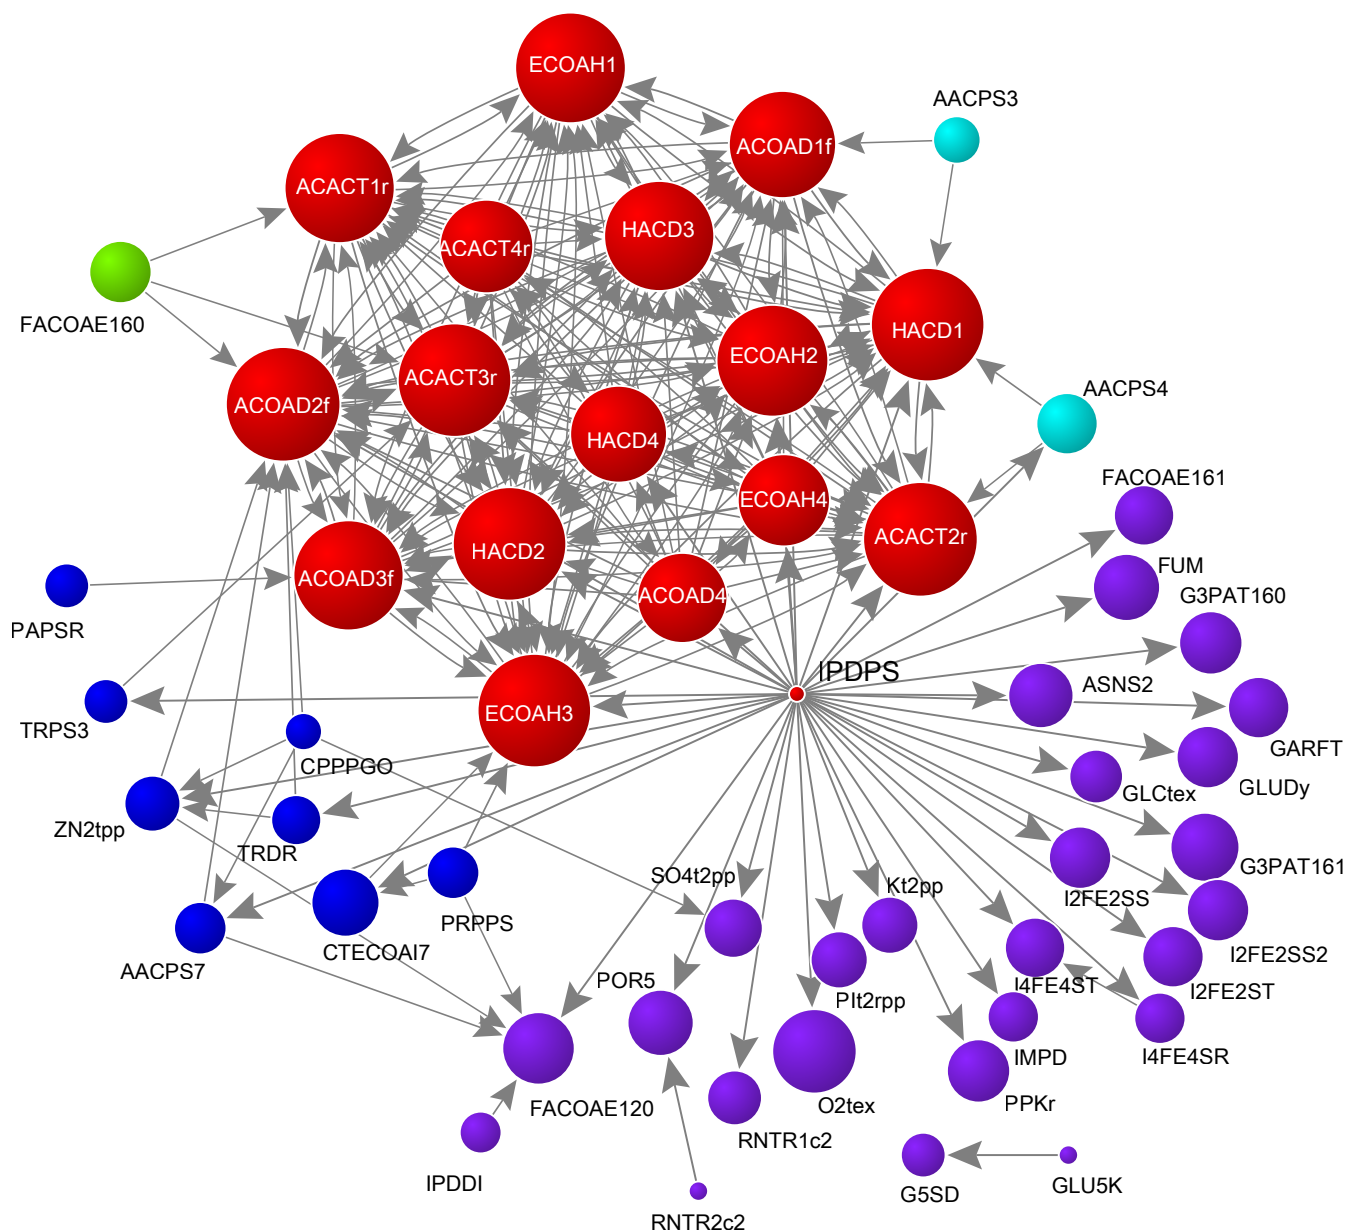 ECOAH1
AACPS3
ACOAD1f
ACACT1r
HACD3
ACACT4r
FACOAE160
HACD1
ECOAH2
ACACT3r
AACPS4
ACOAD2f
HACD4
FACOAE161
ECOAH4
ACACT2r
HACD2
FUM
ACOAD3f
G3PAT160
ACOAD4
PAPSR
IPDPS
ASNS2
ECOAH3
TRPS3
GARFT
CPPPGO
GLCtex
GLUDy
ZN2tpp
TRDR
G3PAT161
SO4t2pp
Kt2pp
I2FE2SS
PRPPS
CTECOAI7
I2FE2SS2
AACPS7
POR5
I4FE4ST
I2FE2ST
PIt2rpp
IMPD
I4FE4SR
O2tex
PPKr
FACOAE120
RNTR1c2
IPDDI
G5SD
GLU5K
RNTR2c2